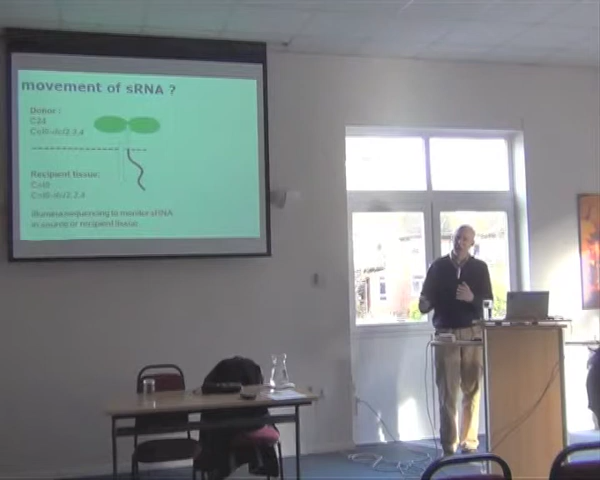 movement of sRNA ?
Donor :
C24
Col0-dcl2,3,4
Recipient tissue:
Col0
Col0-dcl2,3,4
Illumina sequencing to monitor sRNA
in source or recipient tissue